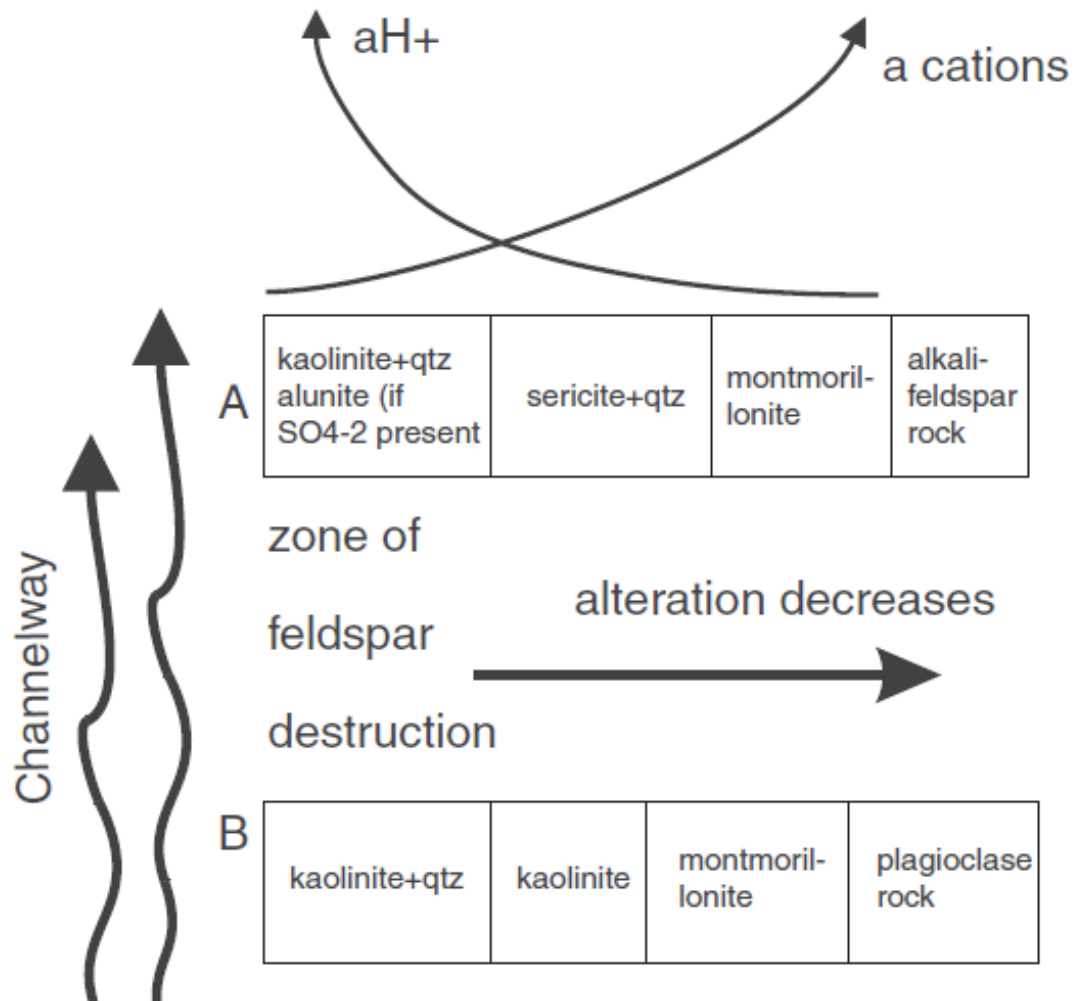 aH+
a cations
A
kaolinite+qtz
alunite (if
SO4-2 present
sericite+qtz
montmoril-
lonite
alkali-
feldspar
rock
zone of
feldspar
destruction
alteration decreases
Channelway
B
kaolinite+qtz
kaolinite
montmoril-
lonite
plagioclase
rock